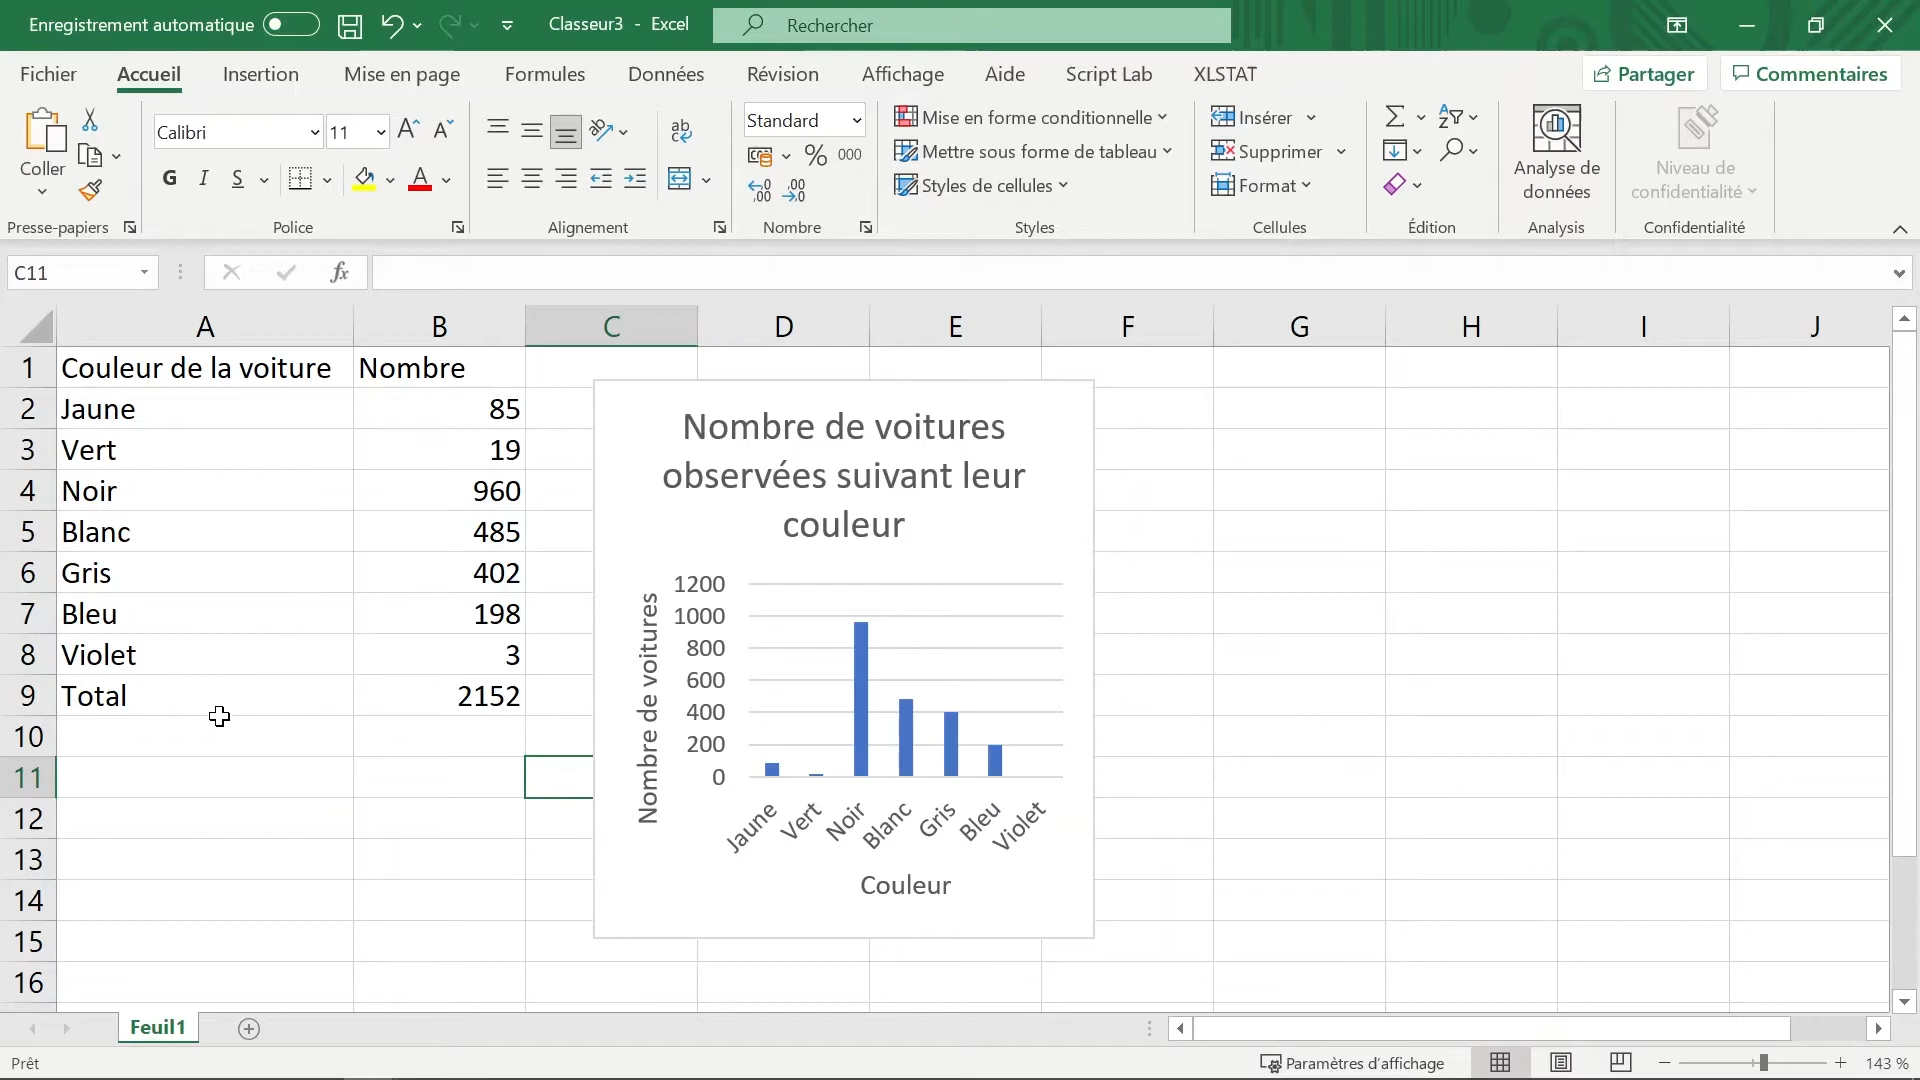 Enregistrement automatique
Classeur3 - Excel
Rechercher
Fichier Accueil Insertion Mise en page Formules Données Révision Affichage Aide Script Lab XLSTAT Partager Commentaires
Coller
Presse-papiers
Calibri 11
G I S A
Police
ab
Alignement
Standard
% 000
Nombre
Mise en forme conditionnelle
Mettre sous forme de tableau
Styles de cellules
Styles
Insérer
Supprimer
Format
Cellules
Édition
Analyse de
données
Analysis
Niveau de
confidentialité
Confidentialité
C11 fx
A B C D E F G H I J
1 Couleur de la voiture Nombre
2 Jaune 85
3 Vert 19
4 Noir 960
5 Blanc 485
6 Gris 402
7 Bleu 198
8 Violet 3
9 Total 2152
10
11
12
13
14
15
16
Nombre de voitures
observées suivant leur
couleur
Nombre de voitures
1200
1000
800
600
400
200
0
Jaune Vert Noir Blanc Gris Bleu Violet
Couleur
Feuil1
Prêt
Paramètres d'affichage
143 %